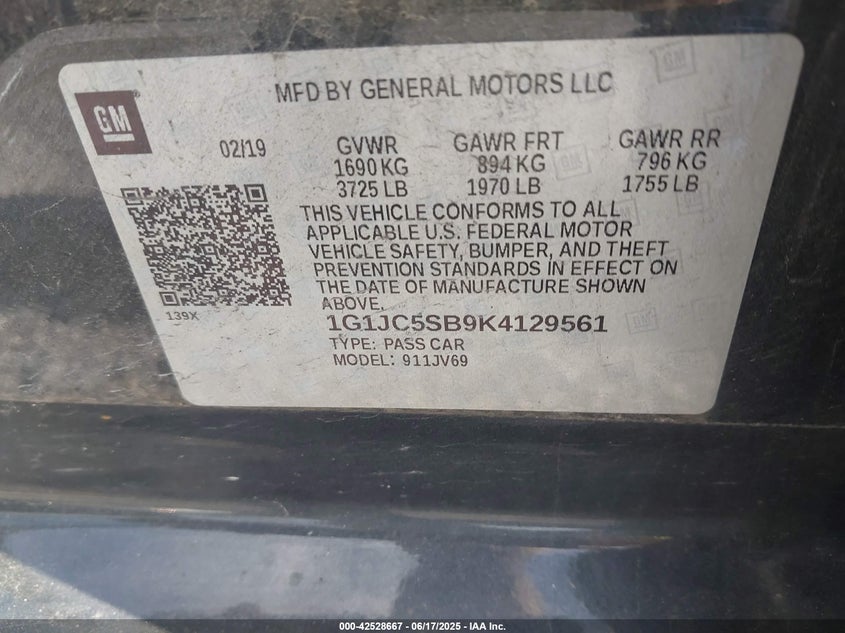 MFD BY GENERAL MOTORS LLC
GM
02/19 GVWR GAWR FRT GAWR RR
1690 KG 894 KG 796 KG
3725 LB 1970 LB 1755 LB
THIS VEHICLE CONFORMS TO ALL
APPLICABLE U.S. FEDERAL MOTOR
VEHICLE SAFETY, BUMPER, AND THEFT
PREVENTION STANDARDS IN EFFECT ON
THE DATE OF MANUFACTURE SHOWN
ABOVE.
139X
1G1JC5SB9K4129561
TYPE: PASS CAR
MODEL: 911JV69
000-42528667 - 06/17/2025 - IAA Inc.